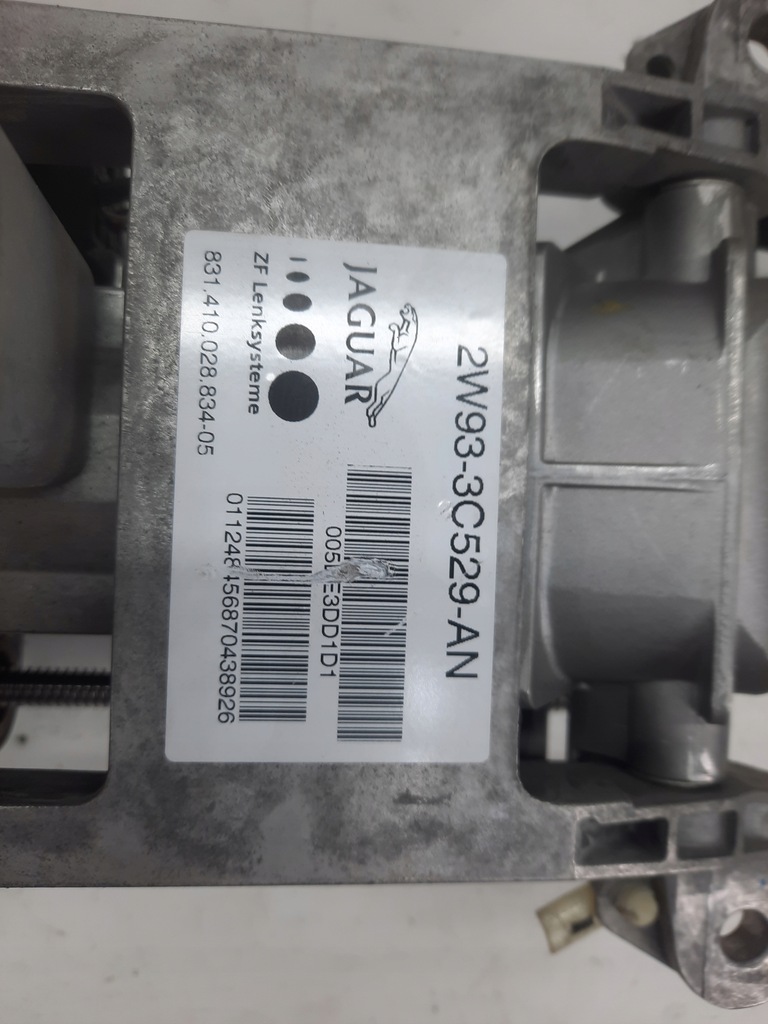 2W93-3C529-AN
JAGUAR
ZF Lenksysteme
831.410.028.834-05